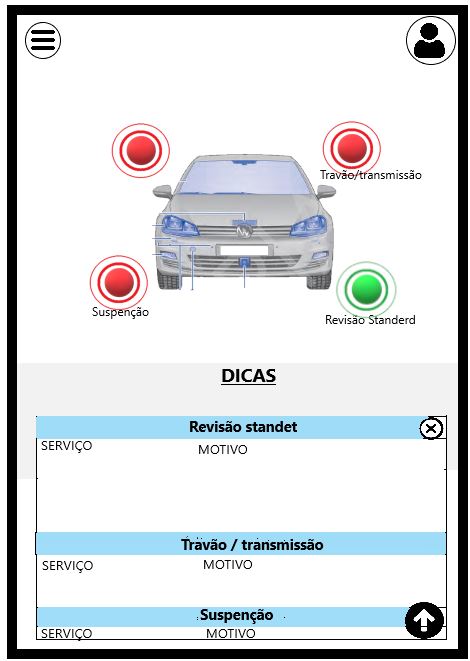 Travão/transmissão
Suspenção
Revisão Standerd
DICAS
Revisão standet
SERVIÇO MOTIVO
Travão / transmissão
SERVIÇO MOTIVO
Suspenção
SERVIÇO MOTIVO